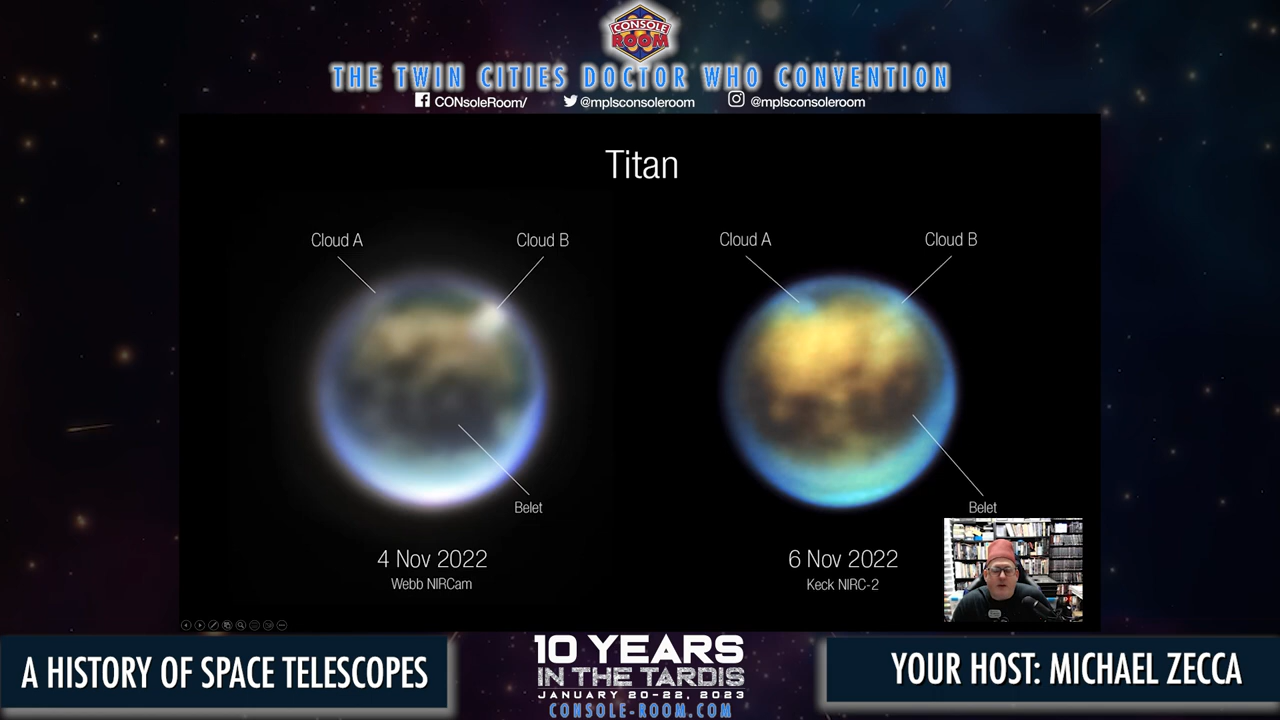 CONSOLE
ROOM
THE TWIN CITIES DOCTOR WHO CONVENTION
CONsoleRoom/ @mplsconsoleroom @mplsconsoleroom
Titan
Cloud A Cloud B Cloud A Cloud B
Belet Belet
4 Nov 2022 6 Nov 2022
Webb NIRCam Keck NIRC-2
A HISTORY OF SPACE TELESCOPES
10 YEARS
IN THE TARDIS
JANUARY 20-22, 2023
CONSOLE-ROOM.COM
YOUR HOST: MICHAEL ZECCA